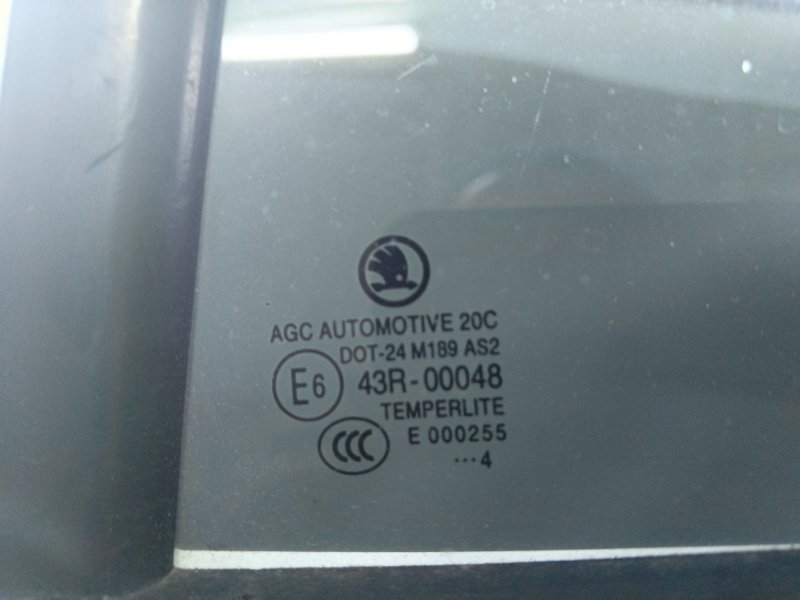 AGC AUTOMOTIVE 20C
DOT-24 M189 AS2
E6 43R-00048
TEMPERLITE
CCC E 000255
···4